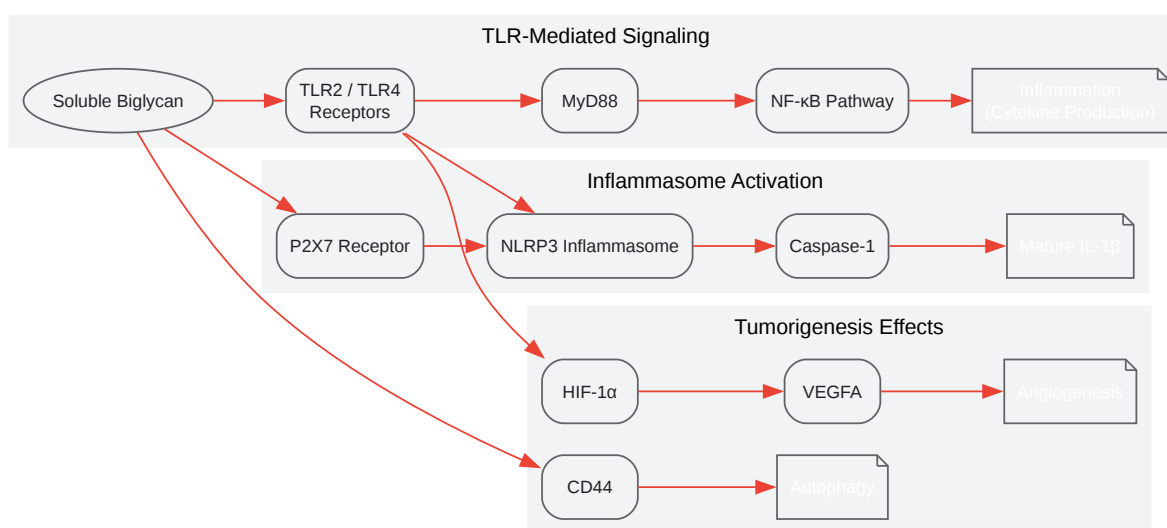 TLR-Mediated Signaling
Soluble Biglycan
TLR2 / TLR4
Receptors
MyD88
NF-κB Pathway
Inflammation
(Cytokine Production)
Inflammasome Activation
P2X7 Receptor
NLRP3 Inflammasome
Caspase-1
Mature IL-1β
Tumorigenesis Effects
HIF-1α
VEGFA
Angiogenesis
CD44
Autophagy